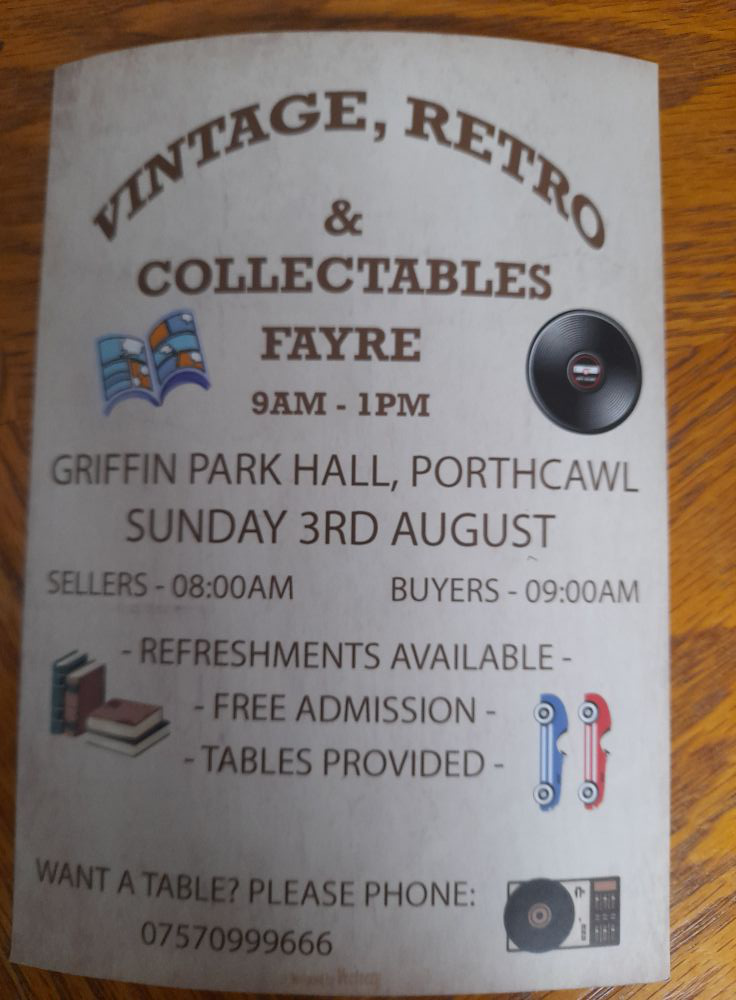 VINTAGE, RETRO
&
COLLECTABLES
FAYRE
9AM - 1PM
GRIFFIN PARK HALL, PORTHCAWL
SUNDAY 3RD AUGUST
SELLERS - 08:00AM BUYERS - 09:00AM
- REFRESHMENTS AVAILABLE -
- FREE ADMISSION -
- TABLES PROVIDED -
WANT A TABLE? PLEASE PHONE:
07570999666